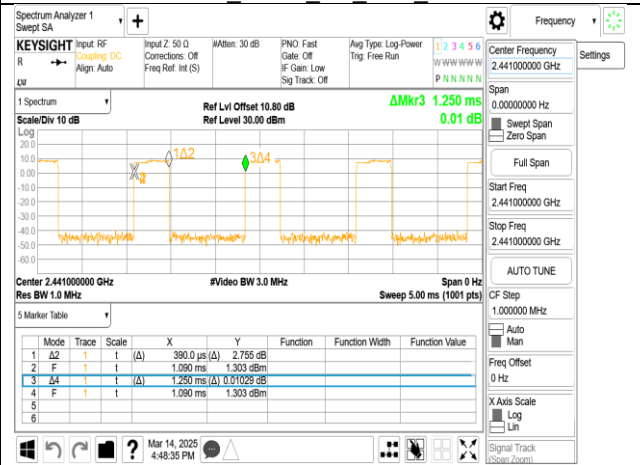 Spectrum Analyzer 1
Swept SA
+
Frequency
KEYSIGHT
R
Input: RF
Coupling: DC
Align: Auto
Input Z: 50 Ω
Corrections: Off
Freq Ref: Int (S)
#Atten: 30 dB
PNO: Fast
Gate: Off
IF Gain: Low
Sig Track: Off
Avg Type: Log-Power
Trig: Free Run
1 2 3 4 5 6
W W W W W W
P N N N N N
Center Frequency
2.441000000 GHz
Settings
1 Spectrum
Scale/Div 10 dB
Ref Lvl Offset 10.80 dB
Ref Level 30.00 dBm
ΔMkr3 1.250 ms
0.01 dB
Span
0.00000000 Hz
Swept Span
Zero Span
Full Span
Start Freq
2.441000000 GHz
Stop Freq
2.441000000 GHz
AUTO TUNE
CF Step
1.000000 MHz
Auto
Man
Freq Offset
0 Hz
X Axis Scale
Log
Lin
Signal Track
(Span Zoom)
Log
20.0
10.0
0.00
-10.0
-20.0
-30.0
-40.0
-50.0
-60.0
1Δ2
3Δ4
Center 2.441000000 GHz
Res BW 1.0 MHz
#Video BW 3.0 MHz
Span 0 Hz
Sweep 5.00 ms (1001 pts)
5 Marker Table
Mode Trace Scale X Y Function Function Width Function Value
1 Δ2 1 t (Δ) 390.0 µs (Δ) 2.755 dB
2 F 1 t 1.090 ms 1.303 dBm
3 Δ4 1 t (Δ) 1.250 ms (Δ) 0.01029 dB
4 F 1 t 1.090 ms 1.303 dBm
5
6
?
Mar 14, 2025
4:48:35 PM